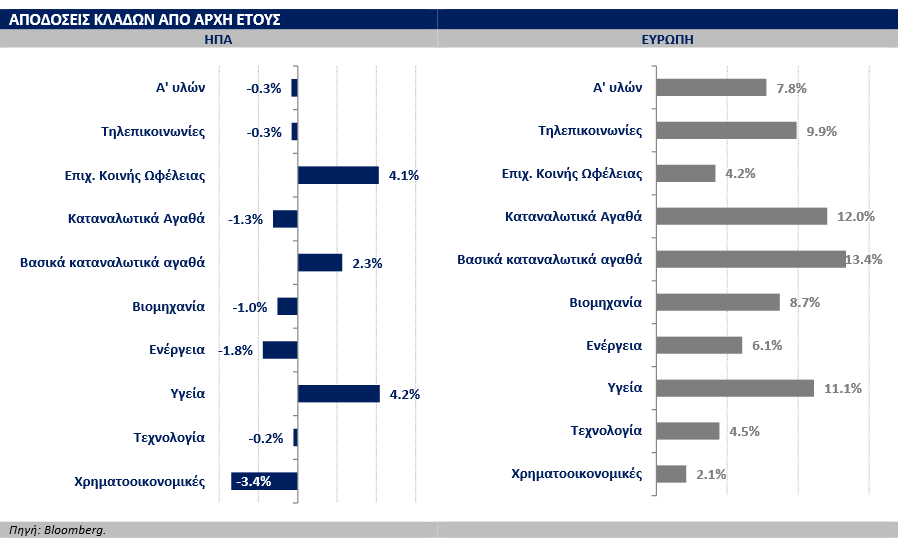 ΑΠΟΔΟΣΕΙΣ ΚΛΑΔΩΝ ΑΠΟ ΑΡΧΗ ΕΤΟΥΣ
ΗΠΑ
Α' υλών -0.3%
Τηλεπικοινωνίες -0.3%
Επιχ. Κοινής Ωφέλειας 4.1%
Καταναλωτικά Αγαθά -1.3%
Βασικά καταναλωτικά αγαθά 2.3%
Βιομηχανία -1.0%
Ενέργεια -1.8%
Υγεία 4.2%
Τεχνολογία -0.2%
Χρηματοοικονομικές -3.4%
ΕΥΡΩΠΗ
Α' υλών 7.8%
Τηλεπικοινωνίες 9.9%
Επιχ. Κοινής Ωφέλειας 4.2%
Καταναλωτικά Αγαθά 12.0%
Βασικά καταναλωτικά αγαθά 13.4%
Βιομηχανία 8.7%
Ενέργεια 6.1%
Υγεία 11.1%
Τεχνολογία 4.5%
Χρηματοοικονομικές 2.1%
Πηγή: Bloomberg.